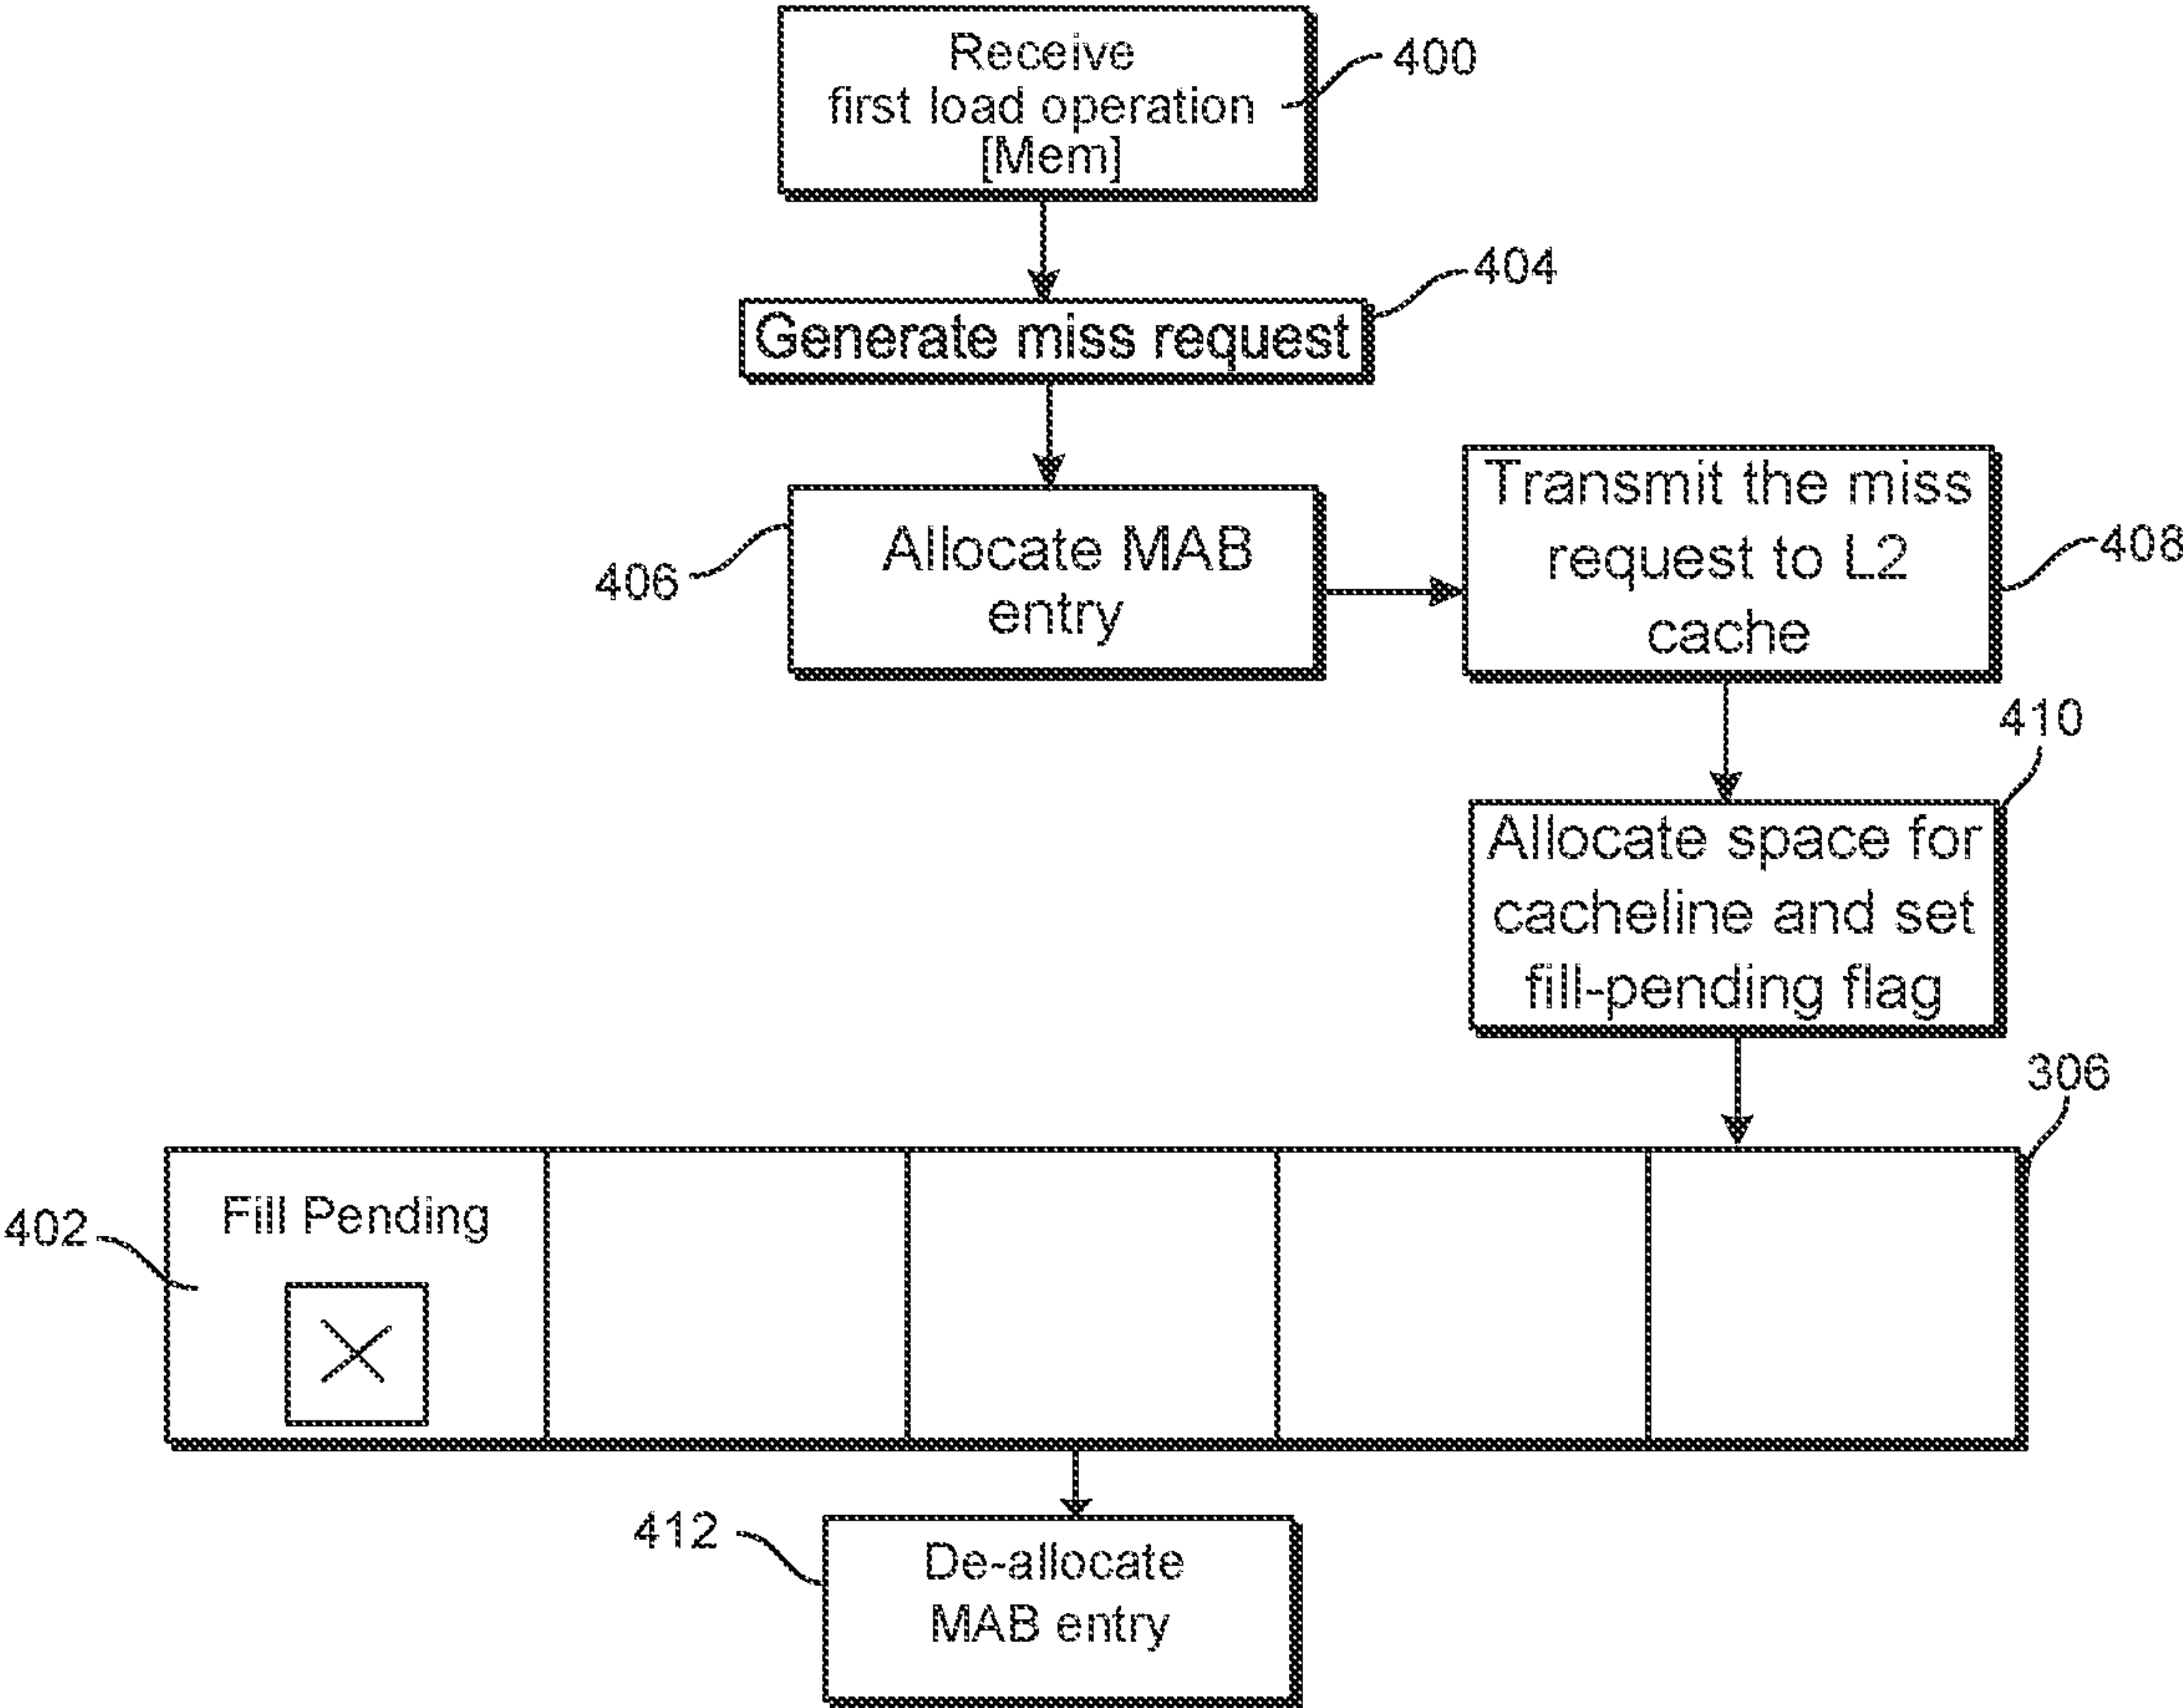 Receive
first load operation
[Mem]
400
404
Generate miss request
Allocate MAB
entry
406
Transmit the miss
request to L2
cache
408
410
Allocate space for
cacheline and set
fill-pending flag
306
402
Fill Pending
412
De-allocate
MAB entry